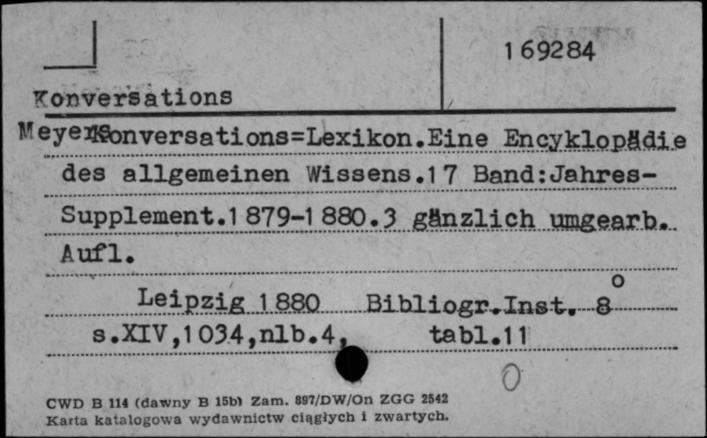 169284
Konversations
Meyers Konversations=Lexikon.Eine Encyklopädie
des allgemeinen Wissens.17 Band:Jahres-
Supplement.1879-1880.3 gänzlich umgearb.
Aufl.
Leipzig 1880 Bibliogr.Inst. 8°
s.XIV,1034,nlb.4, tabl.11
0
CWD B 114 (dawny B 15b) Zam. 897/DW/On ZGG 2542
Karta katalogowa wydawnictw ciągłych i zwartych.